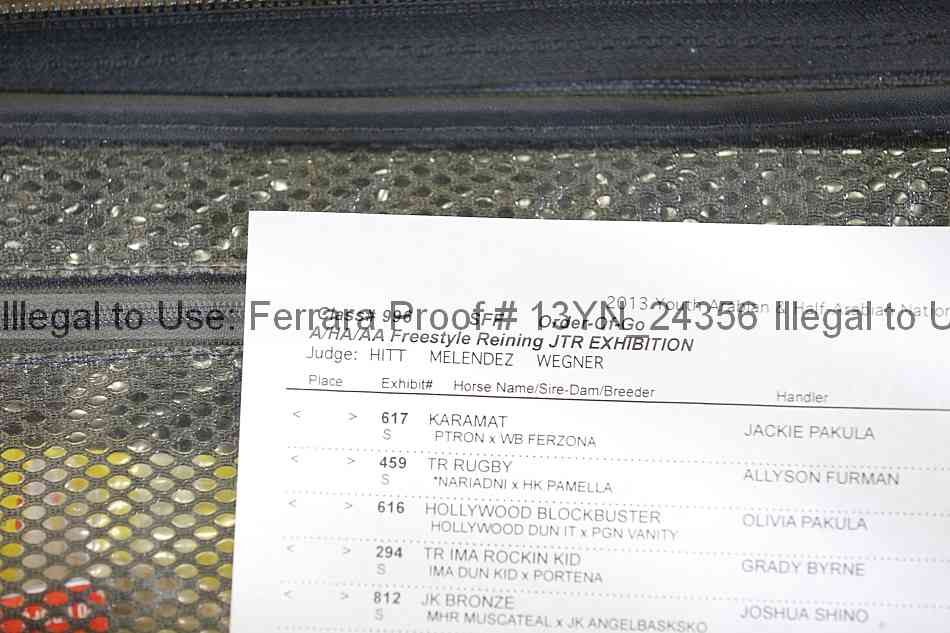 2013 Youth Arabian & Half Arabian Nati
Illegal to Use: Ferrara Proof # 13YN_24356 Illegal to U
Class# 996 SFF Order-Of-Go
A/HA/AA Freestyle Reining JTR EXHIBITION
Judge: HITT MELENDEZ WEGNER
Place Exhibit# Horse Name/Sire-Dam/Breeder Handler
< > 617 KARAMAT JACKIE PAKULA
S PTRON x WB FERZONA
< > 459 TR RUGBY ALLYSON FURMAN
S *NARIADNI x HK PAMELLA
< > 616 HOLLYWOOD BLOCKBUSTER OLIVIA PAKULA
HOLLYWOOD DUN IT x PGN VANITY
< > 294 TR IMA ROCKIN KID GRADY BYRNE
S IMA DUN KID x PORTENA
< > 812 JK BRONZE JOSHUA SHINO
S MHR MUSCATEAL x JK ANGELBASKSKO